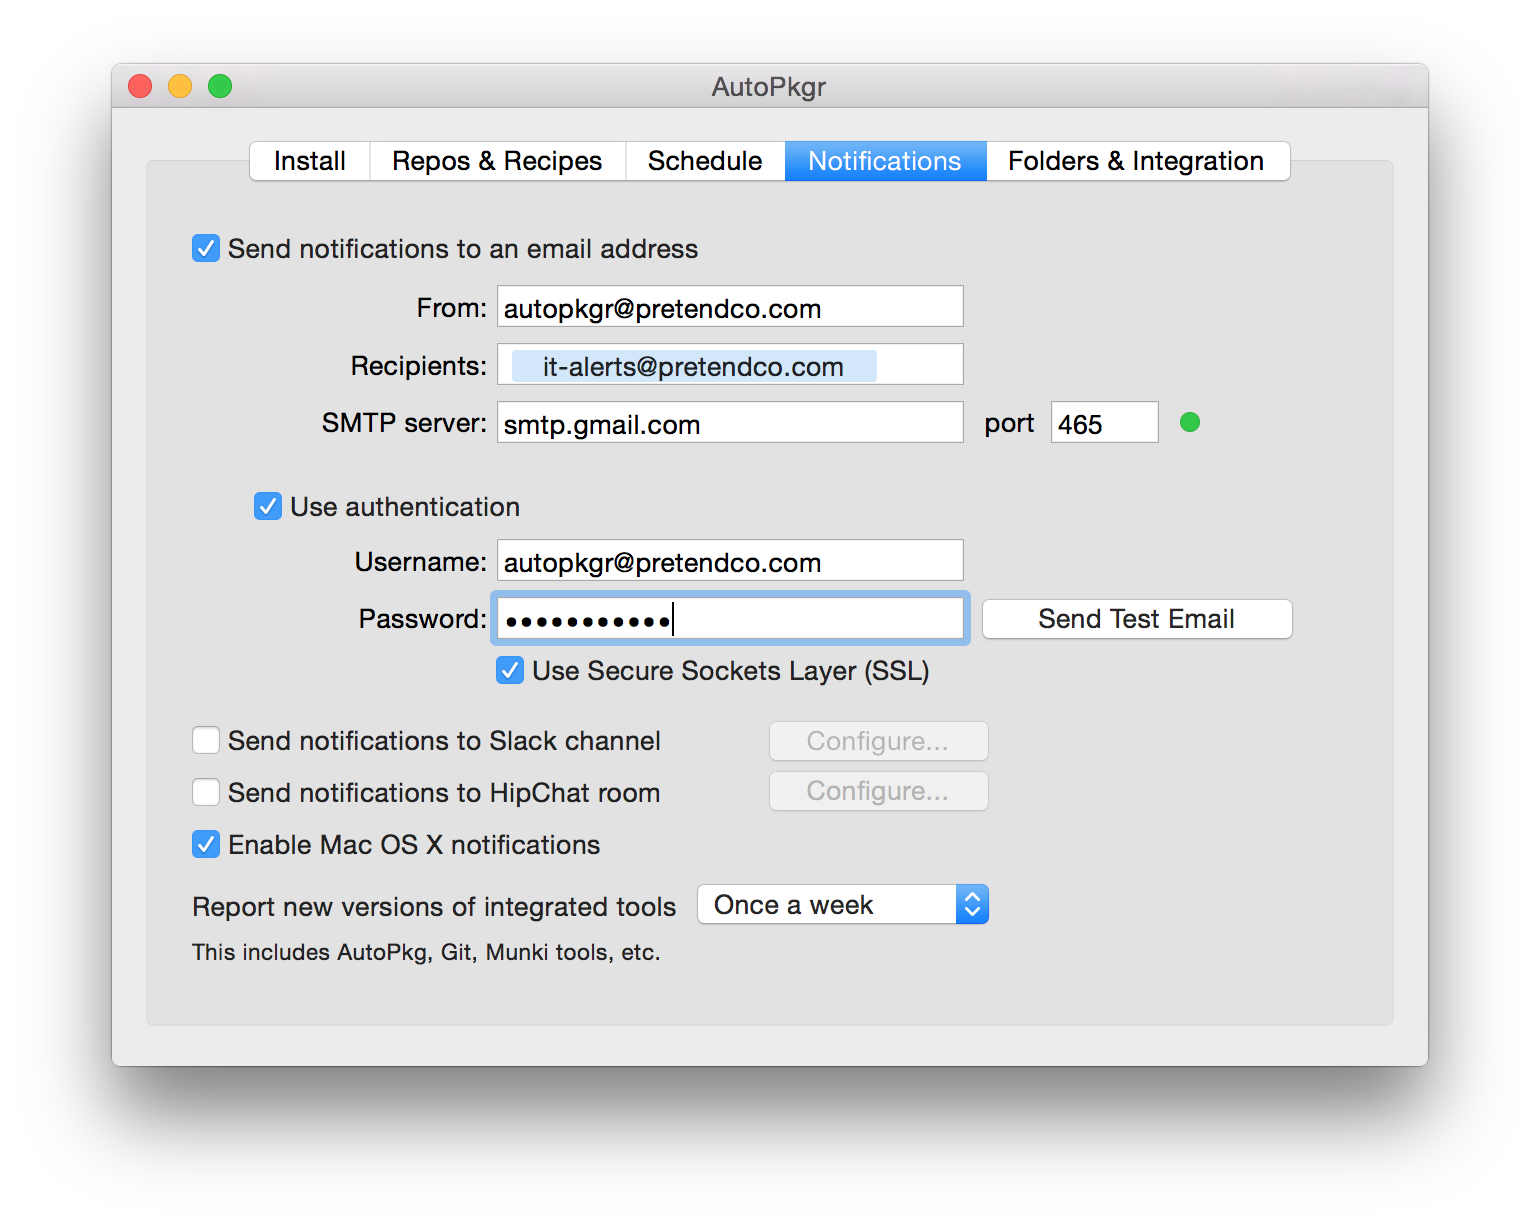 AutoPkgr
Install Repos & Recipes Schedule Notifications Folders & Integration
Send notifications to an email address
From: autopkgr@pretendco.com
Recipients: it-alerts@pretendco.com
SMTP server: smtp.gmail.com port 465
Use authentication
Username: autopkgr@pretendco.com
Password: •••••••••••
Send Test Email
Use Secure Sockets Layer (SSL)
Send notifications to Slack channel Configure...
Send notifications to HipChat room Configure...
Enable Mac OS X notifications
Report new versions of integrated tools Once a week
This includes AutoPkg, Git, Munki tools, etc.